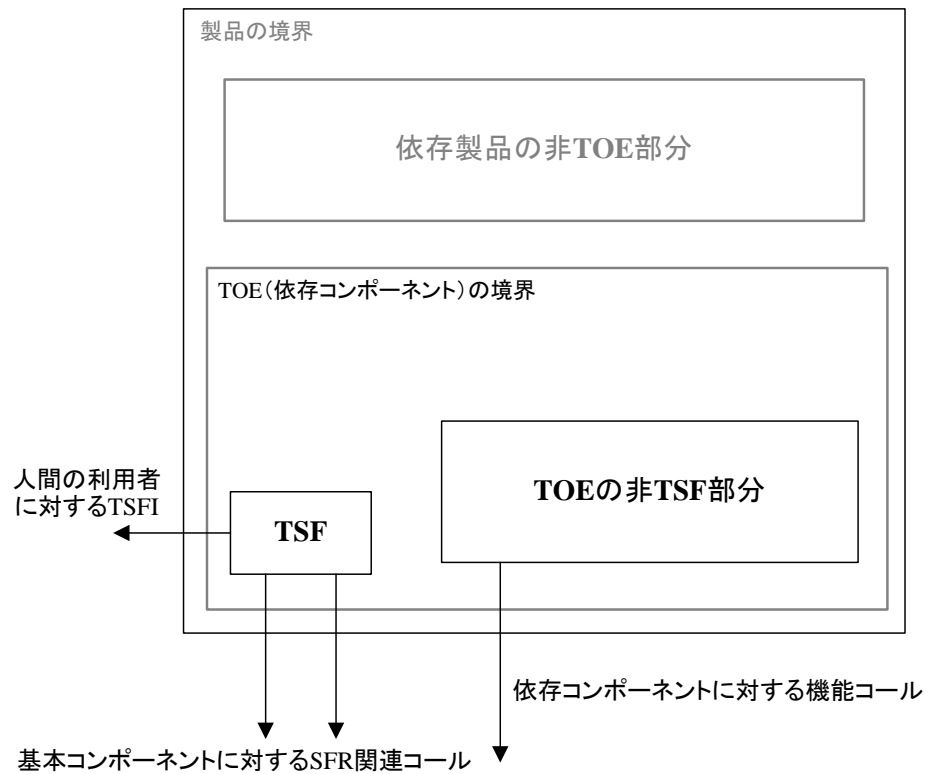 製品の境界
依存製品の非TOE部分
TOE(依存コンポーネント)の境界
TOEの非TSF部分
人間の利用者
に対するTSFI
TSF
依存コンポーネントに対する機能コール
基本コンポーネントに対するSFR関連コール